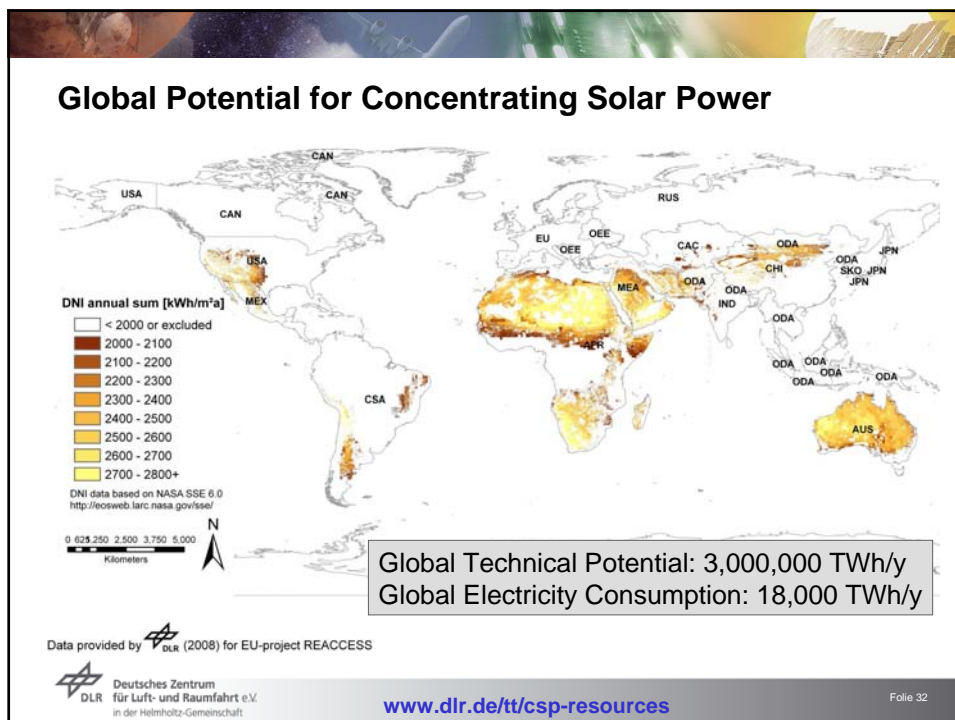 Global Potential for Concentrating Solar Power
CAN
USA
CAN
CAN
RUS
EU
OEE
OEE
CAC
ODA
JPN
USA
ODA
CHI
SKO
JPN
JPN
MEX
MEA
ODA
ODA
IND
ODA
AFR
ODA
ODA
ODA
ODA
ODA
CSA
AUS
DNI annual sum [kWh/m²a]
< 2000 or excluded
2000 - 2100
2100 - 2200
2200 - 2300
2300 - 2400
2400 - 2500
2500 - 2600
2600 - 2700
2700 - 2800+
DNI data based on NASA SSE 6.0
http://eosweb.larc.nasa.gov/sse/
N
2,500 3,750 5,000
Kilometers
Global Technical Potential: 3,000,000 TWh/y
Global Electricity Consumption: 18,000 TWh/y
Data provided by DLR (2008) for EU-project REACCESS
DLR
Deutsches Zentrum
für Luft- und Raumfahrt e.V.
in der Helmholtz-Gemeinschaft
www.dlr.de/tt/csp-resources
Folie 32